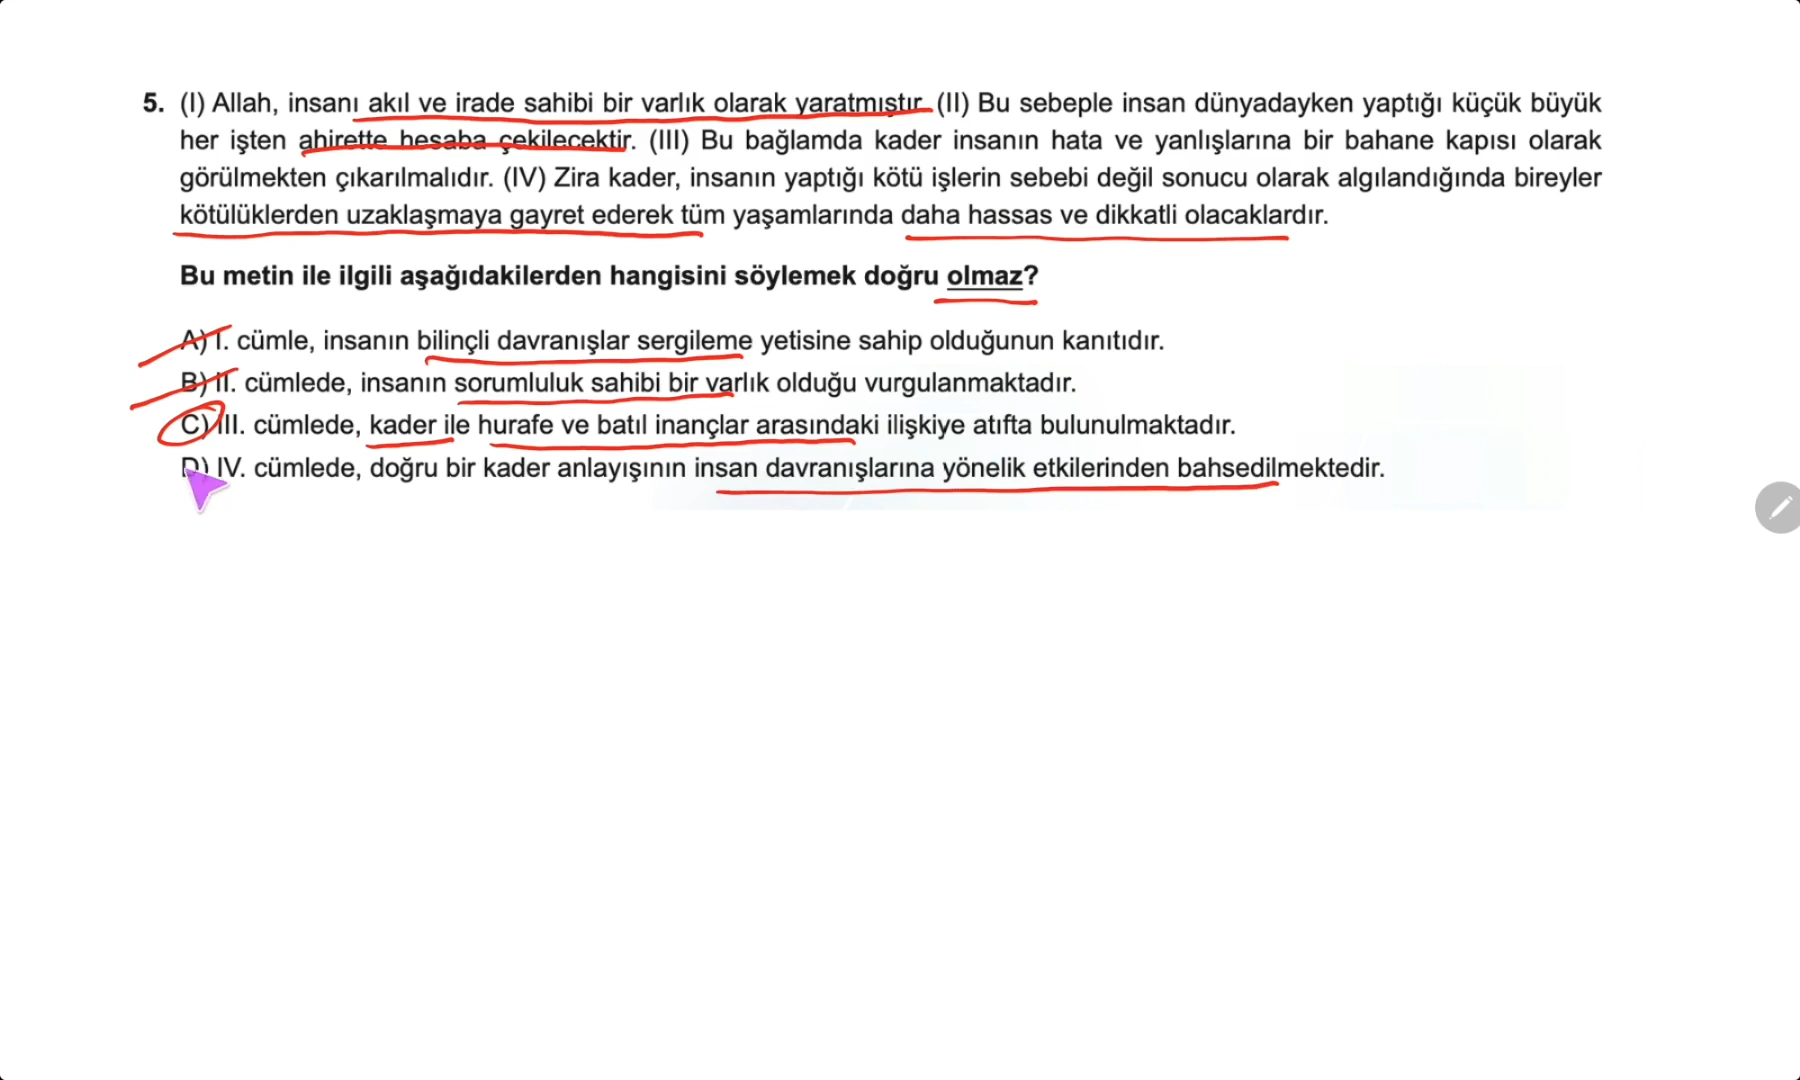 5. (I) Allah, insanı akıl ve irade sahibi bir varlık olarak yaratmıştır. (II) Bu sebeple insan dünyadayken yaptığı küçük büyük
her işten ahirette hesaba çekilecektir. (III) Bu bağlamda kader insanın hata ve yanlışlarına bir bahane kapısı olarak
görülmekten çıkarılmalıdır. (IV) Zira kader, insanın yaptığı kötü işlerin sebebi değil sonucu olarak algılandığında bireyler
kötülüklerden uzaklaşmaya gayret ederek tüm yaşamlarında daha hassas ve dikkatli olacaklardır.
Bu metin ile ilgili aşağıdakilerden hangisini söylemek doğru olmaz?
A) I. cümle, insanın bilinçli davranışlar sergileme yetisine sahip olduğunun kanıtıdır.
B) II. cümlede, insanın sorumluluk sahibi bir varlık olduğu vurgulanmaktadır.
C) III. cümlede, kader ile hurafe ve batıl inançlar arasındaki ilişkiye atıfta bulunulmaktadır.
D) IV. cümlede, doğru bir kader anlayışının insan davranışlarına yönelik etkilerinden bahsedilmektedir.